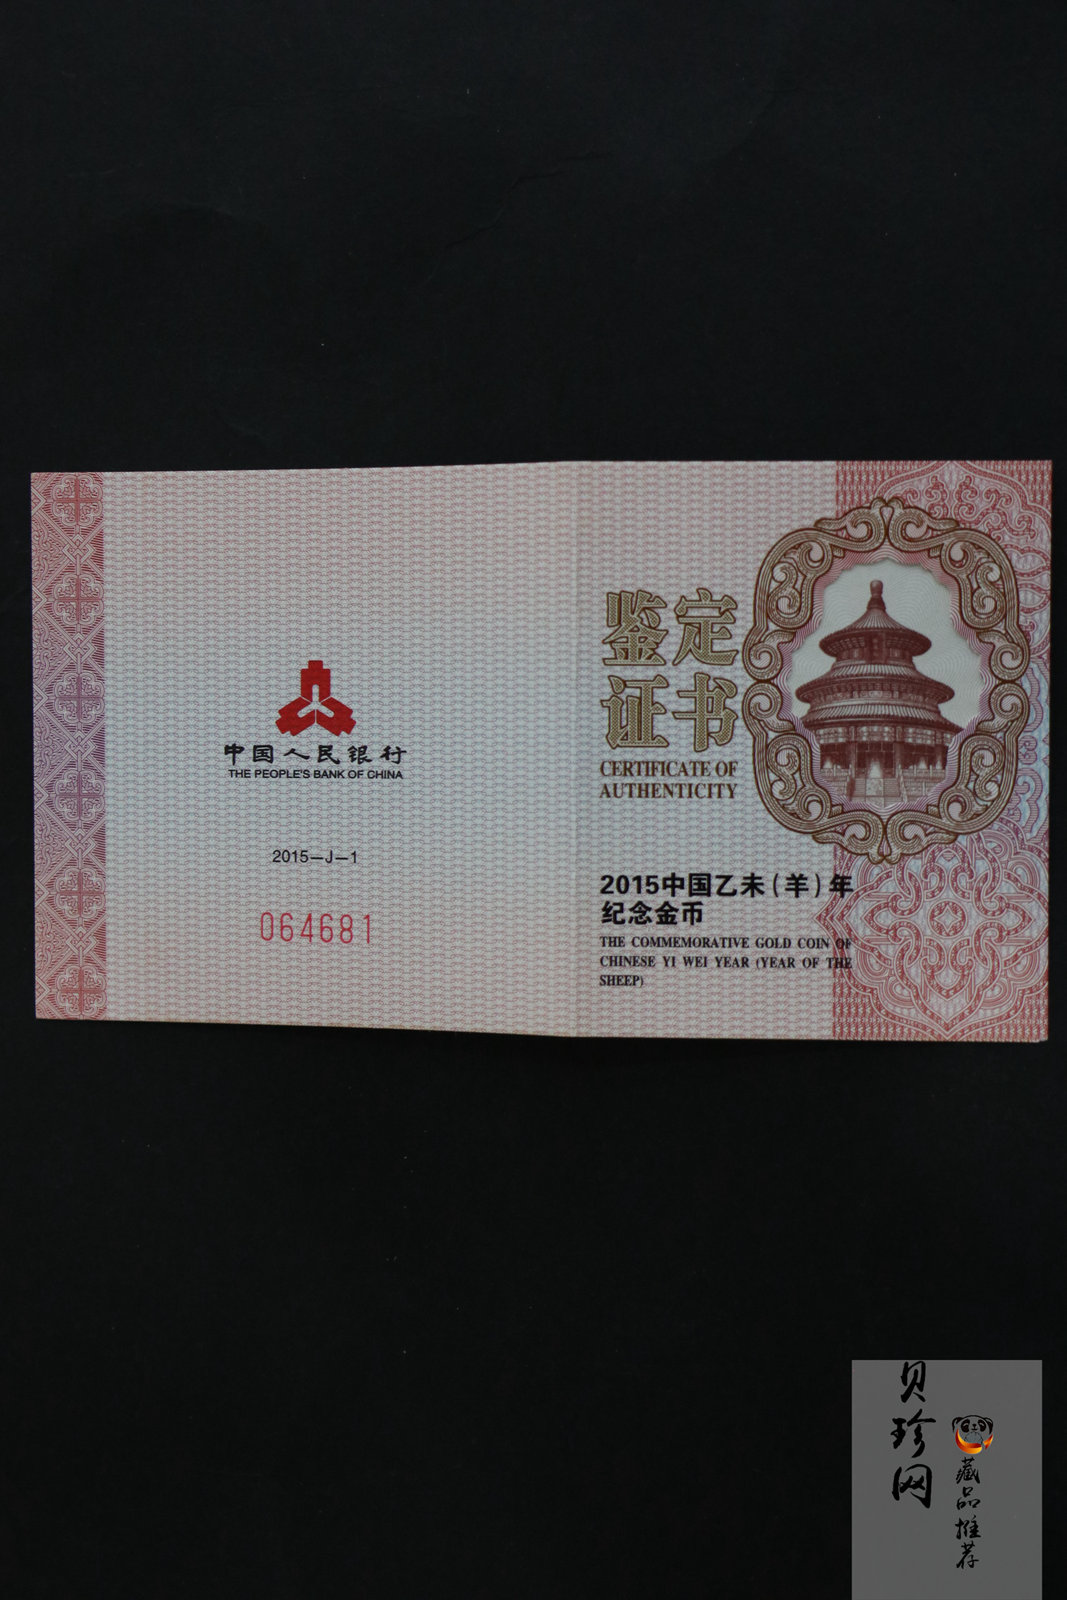 中国人民银行
THE PEOPLE'S BANK OF CHINA
2015—J—1
064681
鉴定
证书
CERTIFICATE OF
AUTHENTICITY
2015中国乙未(羊)年
纪念金币
THE COMMEMORATIVE GOLD COIN OF
CHINESE YI WEI YEAR (YEAR OF THE
SHEEP)
贝珍网
藏品推荐